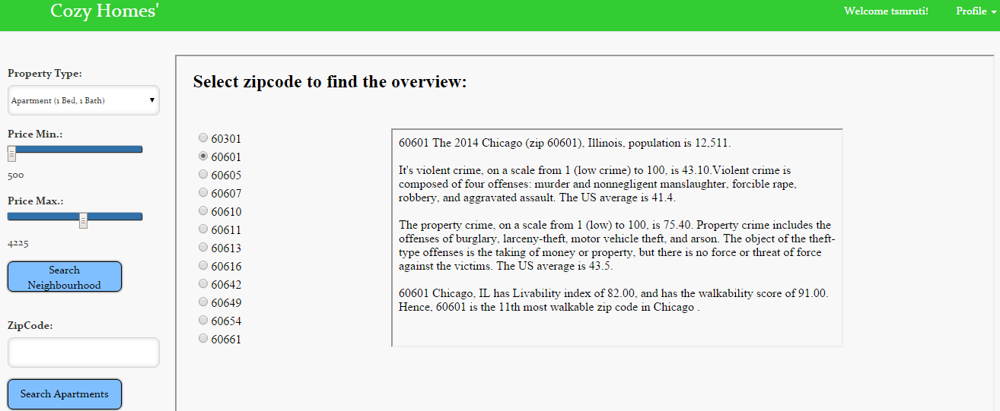 Cozy Homes'
Welcome tsmruti!
Profile
Property Type:
Apartment (1 Bed, 1 Bath)
Price Min.:
500
Price Max.:
4225
Search
Neighbourhood
ZipCode:
Search Apartments
Select zipcode to find the overview:
60301
60601
60605
60607
60610
60611
60613
60616
60642
60649
60654
60661
60601 The 2014 Chicago (zip 60601), Illinois, population is 12,511.
It's violent crime, on a scale from 1 (low crime) to 100, is 43.10.Violent crime is
composed of four offenses: murder and nonnegligent manslaughter, forcible rape,
robbery, and aggravated assault. The US average is 41.4.
The property crime, on a scale from 1 (low) to 100, is 75.40. Property crime includes the
offenses of burglary, larceny-theft, motor vehicle theft, and arson. The object of the theft-
type offenses is the taking of money or property, but there is no force or threat of force
against the victims. The US average is 43.5.
60601 Chicago, IL has Livability index of 82.00, and has the walkability score of 91.00.
Hence, 60601 is the 11th most walkable zip code in Chicago .